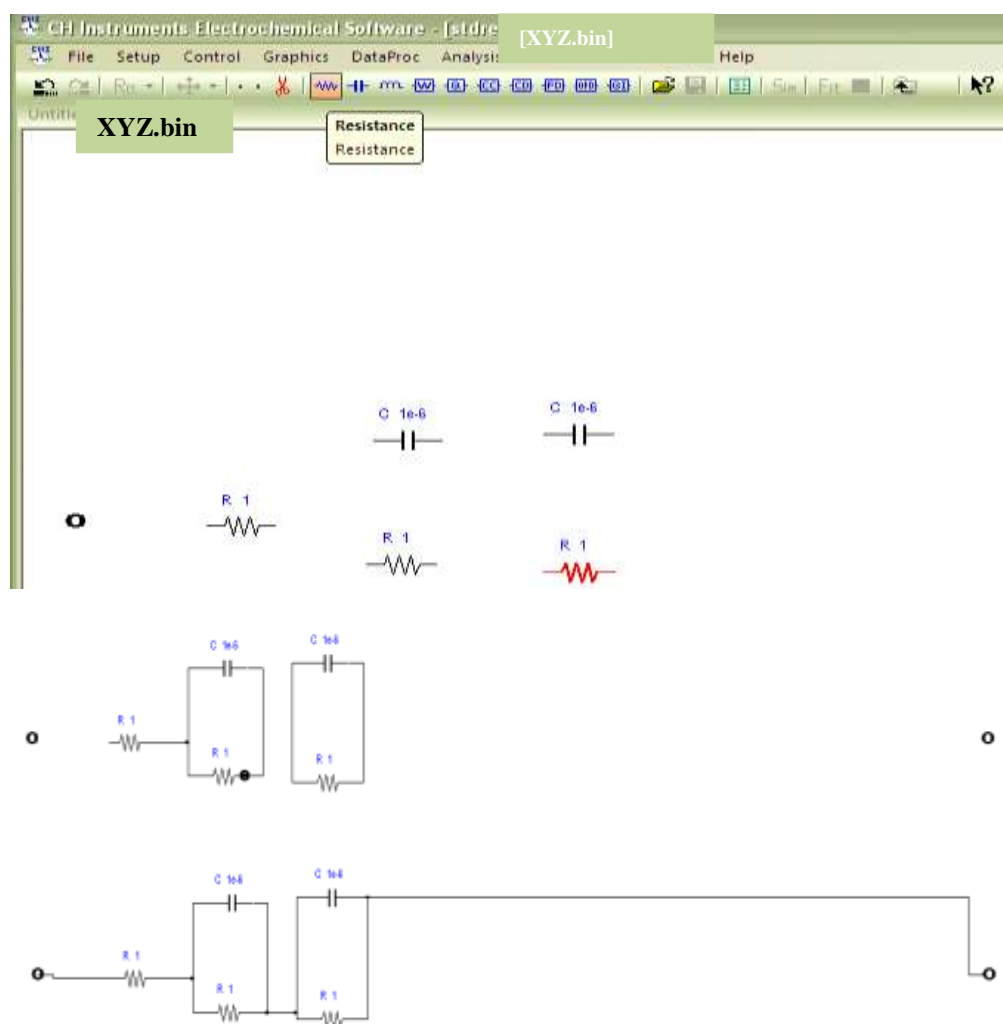 CH Instruments Electrochemical Software - [stdre
[XYZ.bin]
File Setup Control Graphics DataProc Analysis Help
Untitle
XYZ.bin
Resistance
Resistance
C 1e-6 C 1e-6
R 1
R 1 R 1
C 1e-6 C 1e-6
R 1
R 1 R 1
C 1e-6 C 1e-6
R 1
R 1 R 1